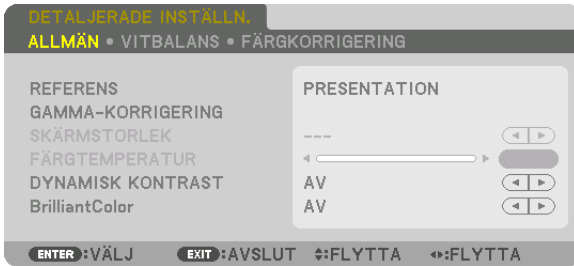 DETALJERADE INSTÄLLN.
ALLMÄN • VITBALANS • FÄRGKORRIGERING
REFERENS PRESENTATION
GAMMA-KORRIGERING
SKÄRMSTORLEK ---
FÄRGTEMPERATUR
DYNAMISK KONTRAST AV
BrilliantColor AV
ENTER:VÄLJ EXIT:AVSLUT :FLYTTA :FLYTTA